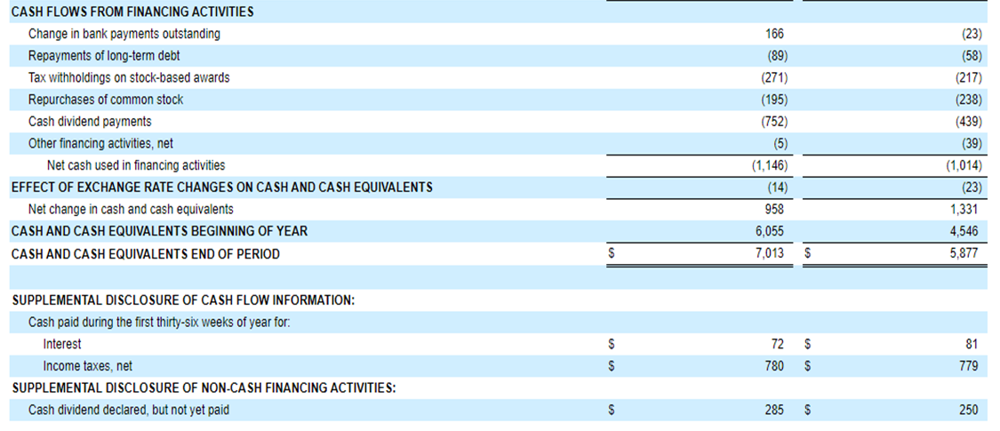 CASH FLOWS FROM FINANCING ACTIVITIES
Change in bank payments outstanding 166 (23)
Repayments of long-term debt (89) (58)
Tax withholdings on stock-based awards (271) (217)
Repurchases of common stock (195) (238)
Cash dividend payments (752) (439)
Other financing activities, net (5) (39)
Net cash used in financing activities (1,146) (1,014)
EFFECT OF EXCHANGE RATE CHANGES ON CASH AND CASH EQUIVALENTS (14) (23)
Net change in cash and cash equivalents 958 1,331
CASH AND CASH EQUIVALENTS BEGINNING OF YEAR 6,055 4,546
CASH AND CASH EQUIVALENTS END OF PERIOD $ 7,013 $ 5,877
SUPPLEMENTAL DISCLOSURE OF CASH FLOW INFORMATION:
Cash paid during the first thirty-six weeks of year for:
Interest $ 72 $ 81
Income taxes, net $ 780 $ 779
SUPPLEMENTAL DISCLOSURE OF NON-CASH FINANCING ACTIVITIES:
Cash dividend declared, but not yet paid $ 285 $ 250